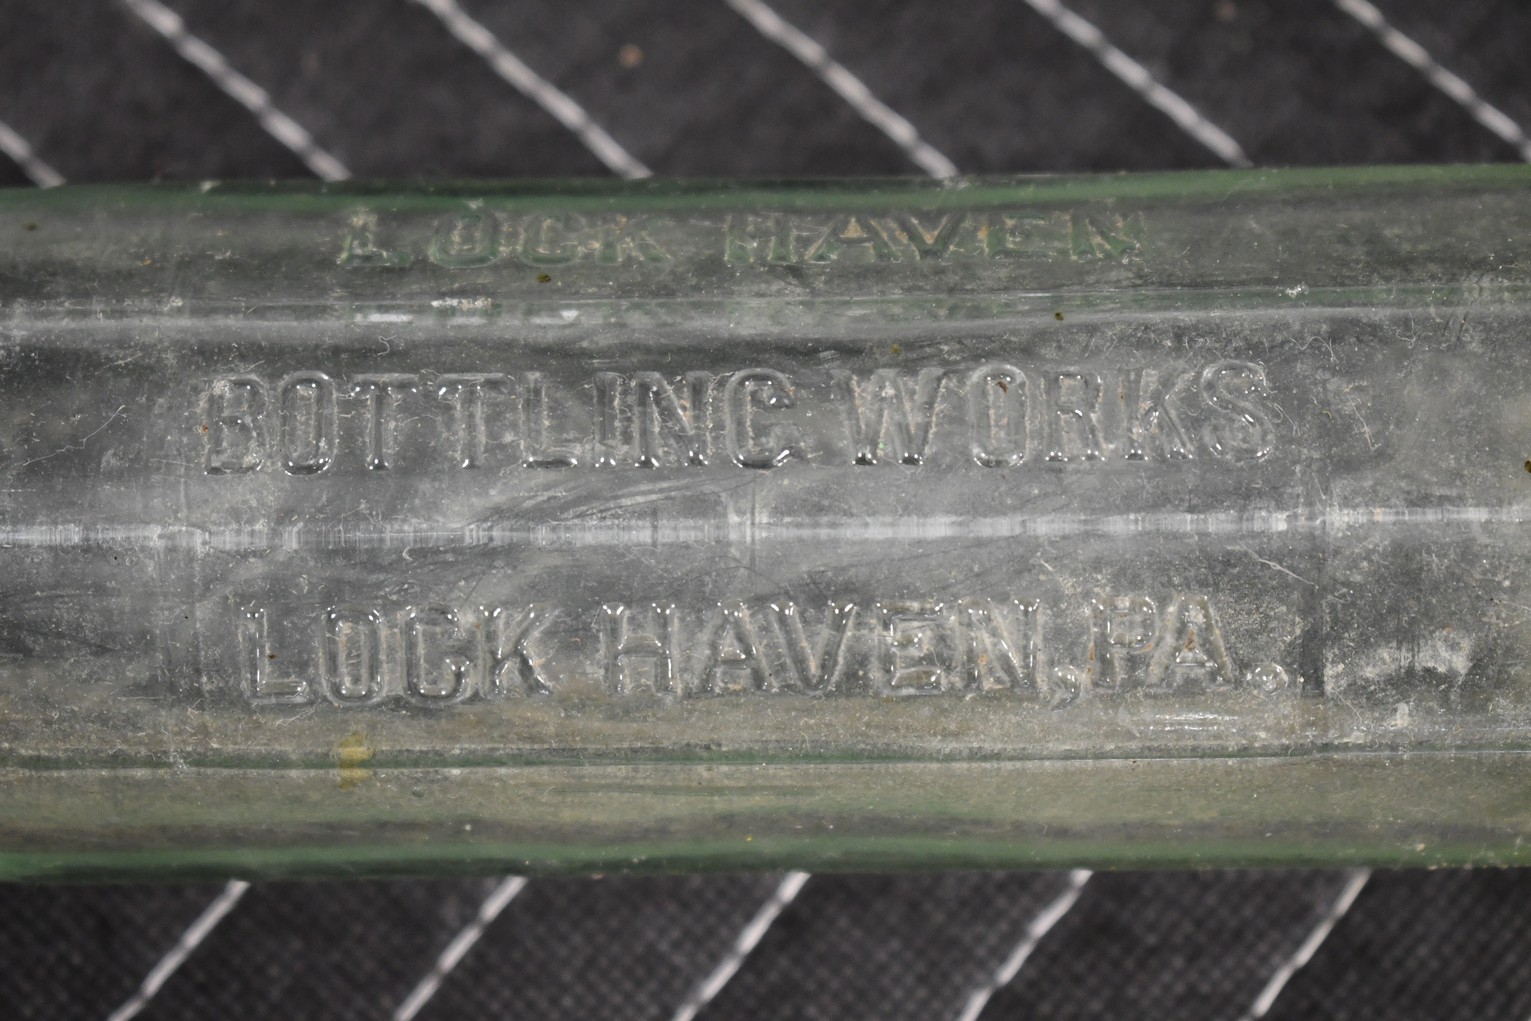 LOCK HAVEN
BOTTLING WORKS
LOCK HAVEN, PA.